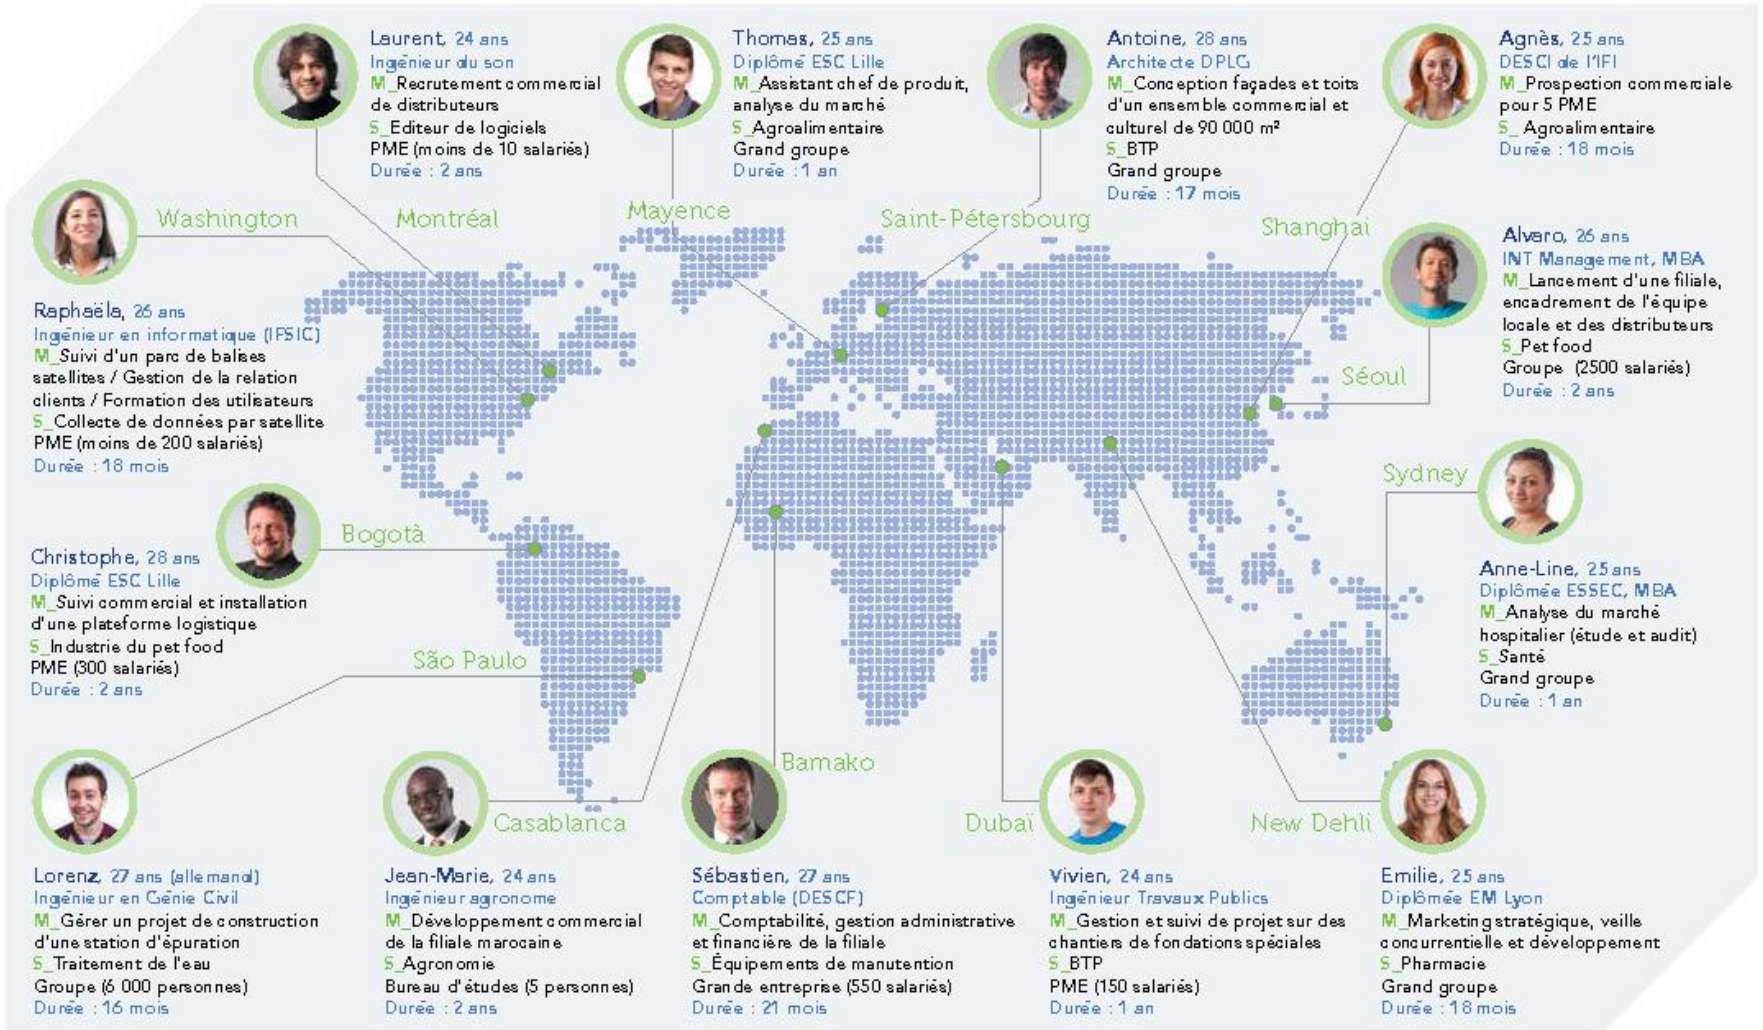 Laurent, 24 ans
Ingénieur du son
M_Recrutement commercial
de distributeurs
S_Editeur de logiciels
PME (moins de 10 salariés)
Durée : 2 ans
Thomas, 25 ans
Diplômé ESC Lille
M_Assistant chef de produit,
analyse du marché
S_Agroalimentaire
Grand groupe
Durée : 1 an
Antoine, 28 ans
Architecte DPLG
M_Conception façades et toits
d'un ensemble commercial et
culturel de 90 000 m²
S_BTP
Grand groupe
Durée : 17 mois
Agnès, 25 ans
DESCI de l'IFI
M_Prospection commerciale
pour 5 PME
S_ Agroalimentaire
Durée : 18 mois
Washington
Montréal
Mayence
Saint-Pétersbourg
Shanghai
Alvaro, 26 ans
INT Management, MBA
M_Lancement d'une filiale,
encadrement de l'équipe
locale et des distributeurs
S_Pet food
Groupe (2500 salariés)
Durée : 2 ans
Raphaëla, 26 ans
Ingénieur en informatique (IFSIC)
M_Suivi d'un parc de balises
satellites / Gestion de la relation
clients / Formation des utilisateurs
S_Collecte de données par satellite
PME (moins de 200 salariés)
Durée : 18 mois
Séoul
Sydney
Bogotà
Christophe, 28 ans
Diplômé ESC Lille
M_Suivi commercial et installation
d'une plateforme logistique
S_Industrie du pet food
PME (300 salariés)
Durée : 2 ans
Anne-Line, 25 ans
Diplômée ESSEC, MBA
M_Analyse du marché
hospitalier (étude et audit)
S_Santé
Grand groupe
Durée : 1 an
São Paulo
Bamako
Casablanca
Dubaï
New Dehli
Lorenz, 27 ans (allemand)
Ingénieur en Génie Civil
M_Gérer un projet de construction
d'une station d'épuration
S_Traitement de l'eau
Groupe (6 000 personnes)
Durée : 16 mois
Jean-Marie, 24 ans
Ingénieur agronome
M_Développement commercial
de la filiale marocaine
S_Agronomie
Bureau d'études (5 personnes)
Durée : 2 ans
Sébastien, 27 ans
Comptable (DESCF)
M_Comptabilité, gestion administrative
et financière de la filiale
S_Équipements de manutention
Grande entreprise (550 salariés)
Durée : 21 mois
Vivien, 24 ans
Ingénieur Travaux Publics
M_Gestion et suivi de projet sur des
chantiers de fondations spéciales
S_BTP
PME (150 salariés)
Durée : 1 an
Emilie, 25 ans
Diplômée EM Lyon
M_Marketing stratégique, veille
concurrentielle et développement
S_Pharmacie
Grand groupe
Durée : 18 mois